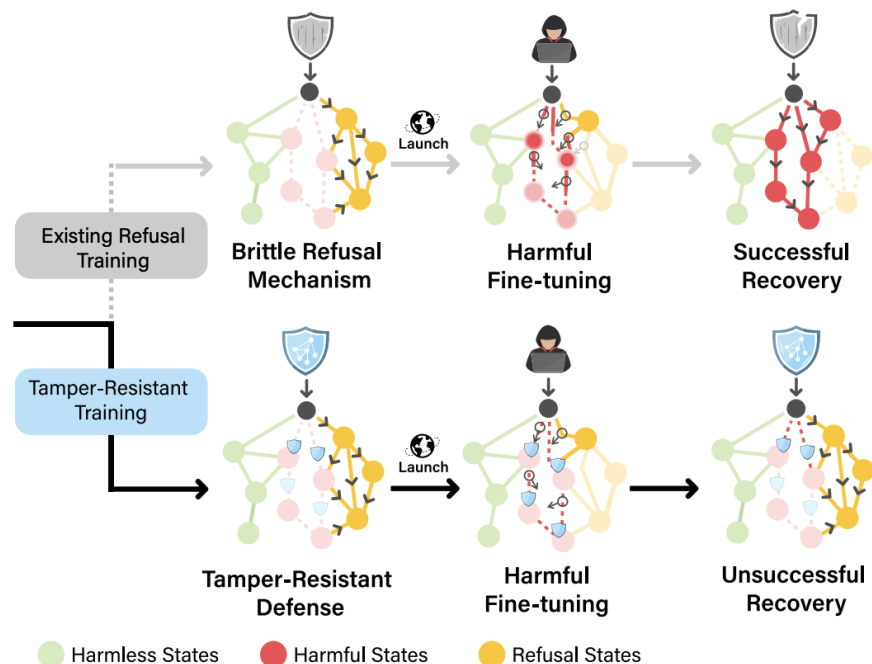 Launch
Existing Refusal
Training
Brittle Refusal
Mechanism
Harmful
Fine-tuning
Successful
Recovery
Tamper-Resistant
Training
Launch
Tamper-Resistant
Defense
Harmful
Fine-tuning
Unsuccessful
Recovery
Harmless States
Harmful States
Refusal States